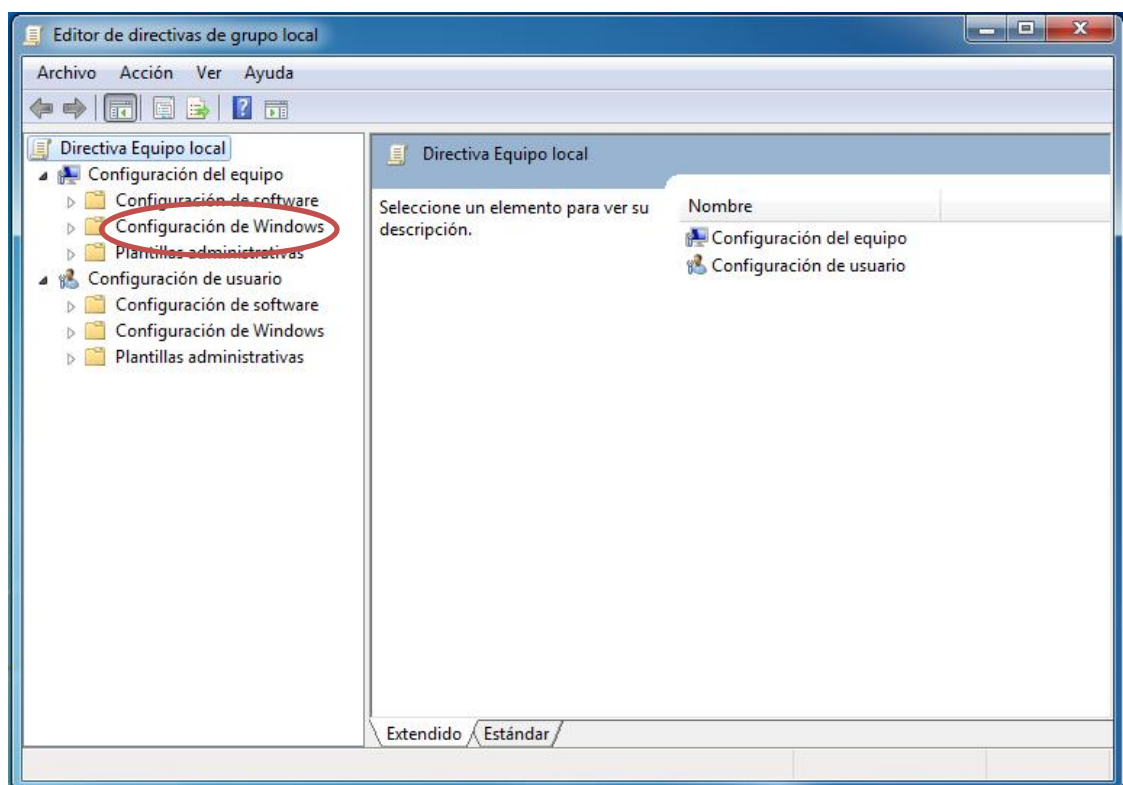 Editor de directivas de grupo local
Archivo Acción Ver Ayuda
Directiva Equipo local
Configuración del equipo
Configuración de software
Configuración de Windows
Plantillas administrativas
Configuración de usuario
Configuración de software
Configuración de Windows
Plantillas administrativas
Directiva Equipo local
Seleccione un elemento para ver su
descripción.
Nombre
Configuración del equipo
Configuración de usuario
Extendido Estándar